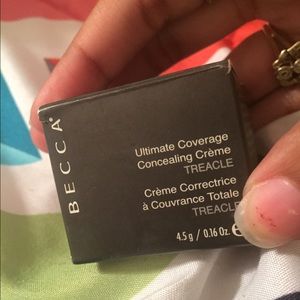 BECCA®
Ultimate Coverage
Concealing Crème
TREACLE
Crème Correctrice
à Couvrance Totale
TREACLE
4.5 g / 0.16 Oz. e